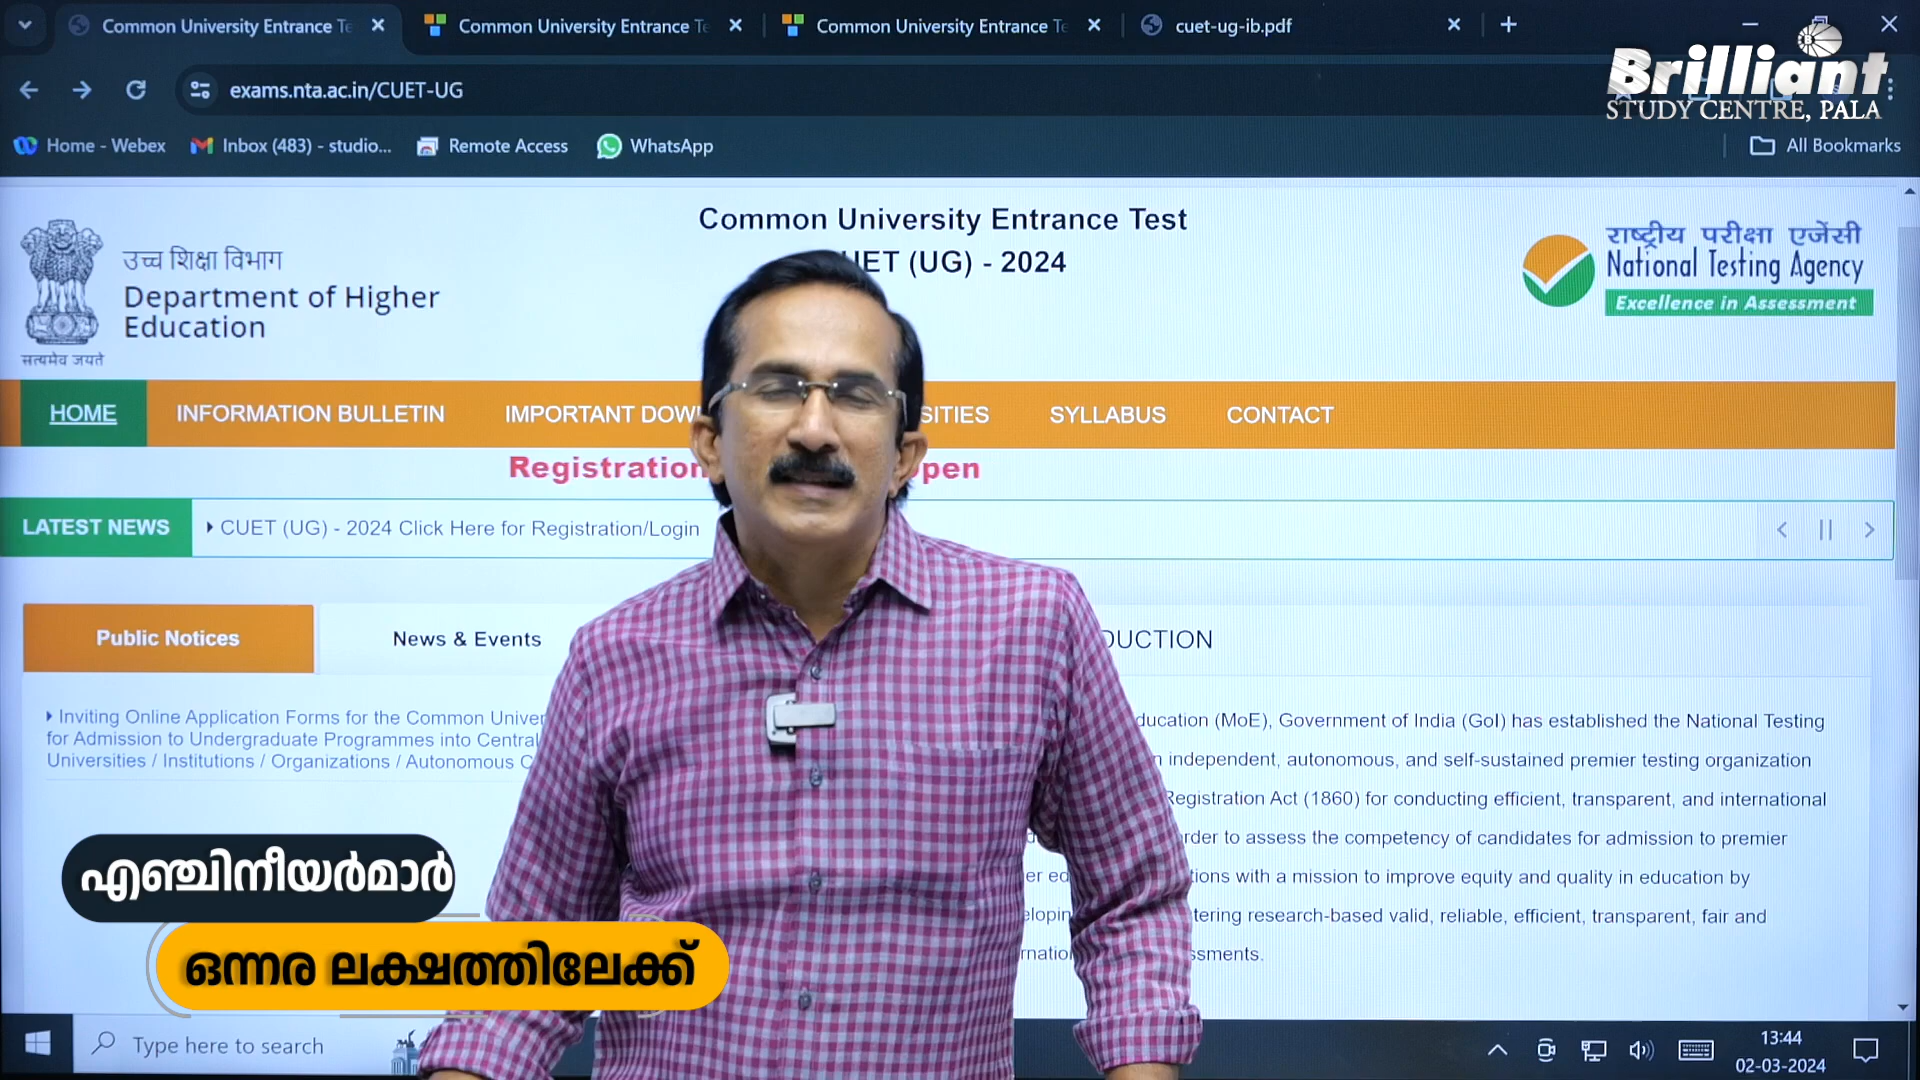 Common University Entrance Te
Common University Entrance Te
Common University Entrance Te
cuet-ug-ib.pdf
exams.nta.ac.in/CUET-UG
Brilliant
STUDY CENTRE, PALA
Home - Webex
Inbox (483) - studio...
Remote Access
WhatsApp
All Bookmarks
Common University Entrance Test
UET (UG) - 2024
उच्च शिक्षा विभाग
Department of Higher
Education
सत्यमेव जयते
राष्ट्रीय परीक्षा एजेंसी
National Testing Agency
Excellence in Assessment
HOME
INFORMATION BULLETIN
IMPORTANT DOW
SITIES
SYLLABUS
CONTACT
Registration
pen
LATEST NEWS
CUET (UG) - 2024 Click Here for Registration/Login
Public Notices
News & Events
DUCTION
Inviting Online Application Forms for the Common Univer
for Admission to Undergraduate Programmes into Central
Universities / Institutions / Organizations / Autonomous C
ducation (MoE), Government of India (GoI) has established the National Testing
independent, autonomous, and self-sustained premier testing organization
Registration Act (1860) for conducting efficient, transparent, and international
rder to assess the competency of candidates for admission to premier
er ed
tions with a mission to improve equity and quality in education by
elopin
tering research-based valid, reliable, efficient, transparent, fair and
rnatio
ssments.
എഞ്ചിനീയർമാർ
ഒന്നര ലക്ഷത്തിലേക്ക്
Type here to search
13:44
02-03-2024